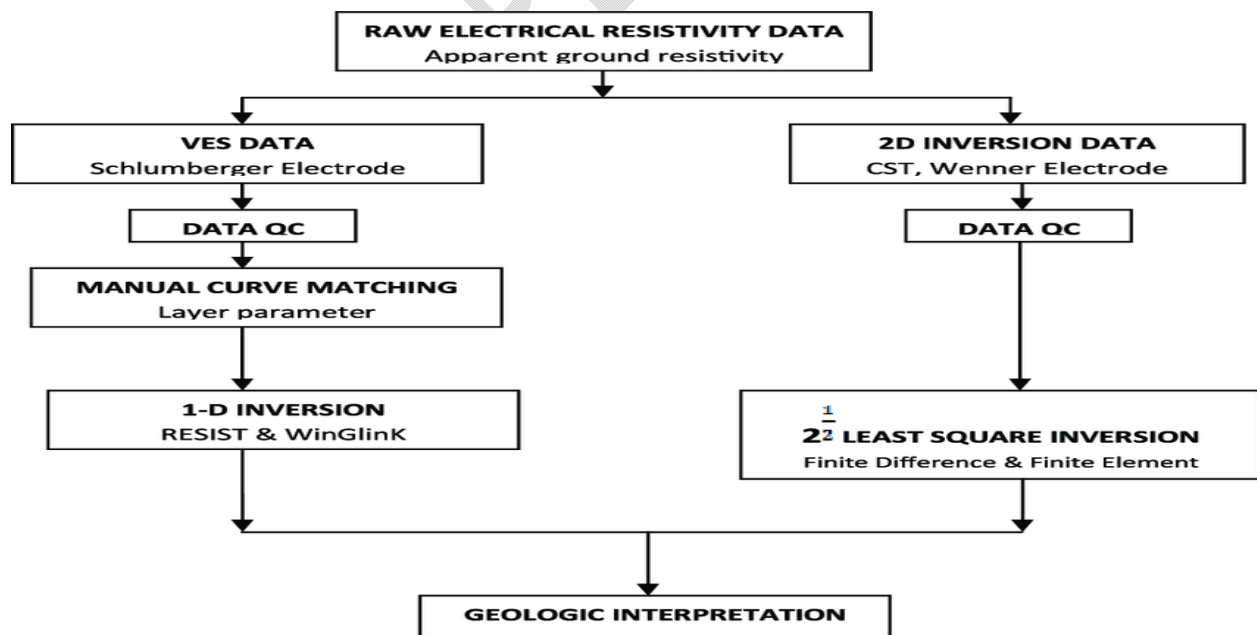 RAW ELECTRICAL RESISTIVITY DATA
Apparent ground resistivity
VES DATA
Schlumberger Electrode
2D INVERSION DATA
CST, Wenner Electrode
DATA QC
DATA QC
MANUAL CURVE MATCHING
Layer parameter
1-D INVERSION
RESIST & WinGlinK
2 1/2 LEAST SQUARE INVERSION
Finite Difference & Finite Element
GEOLOGIC INTERPRETATION